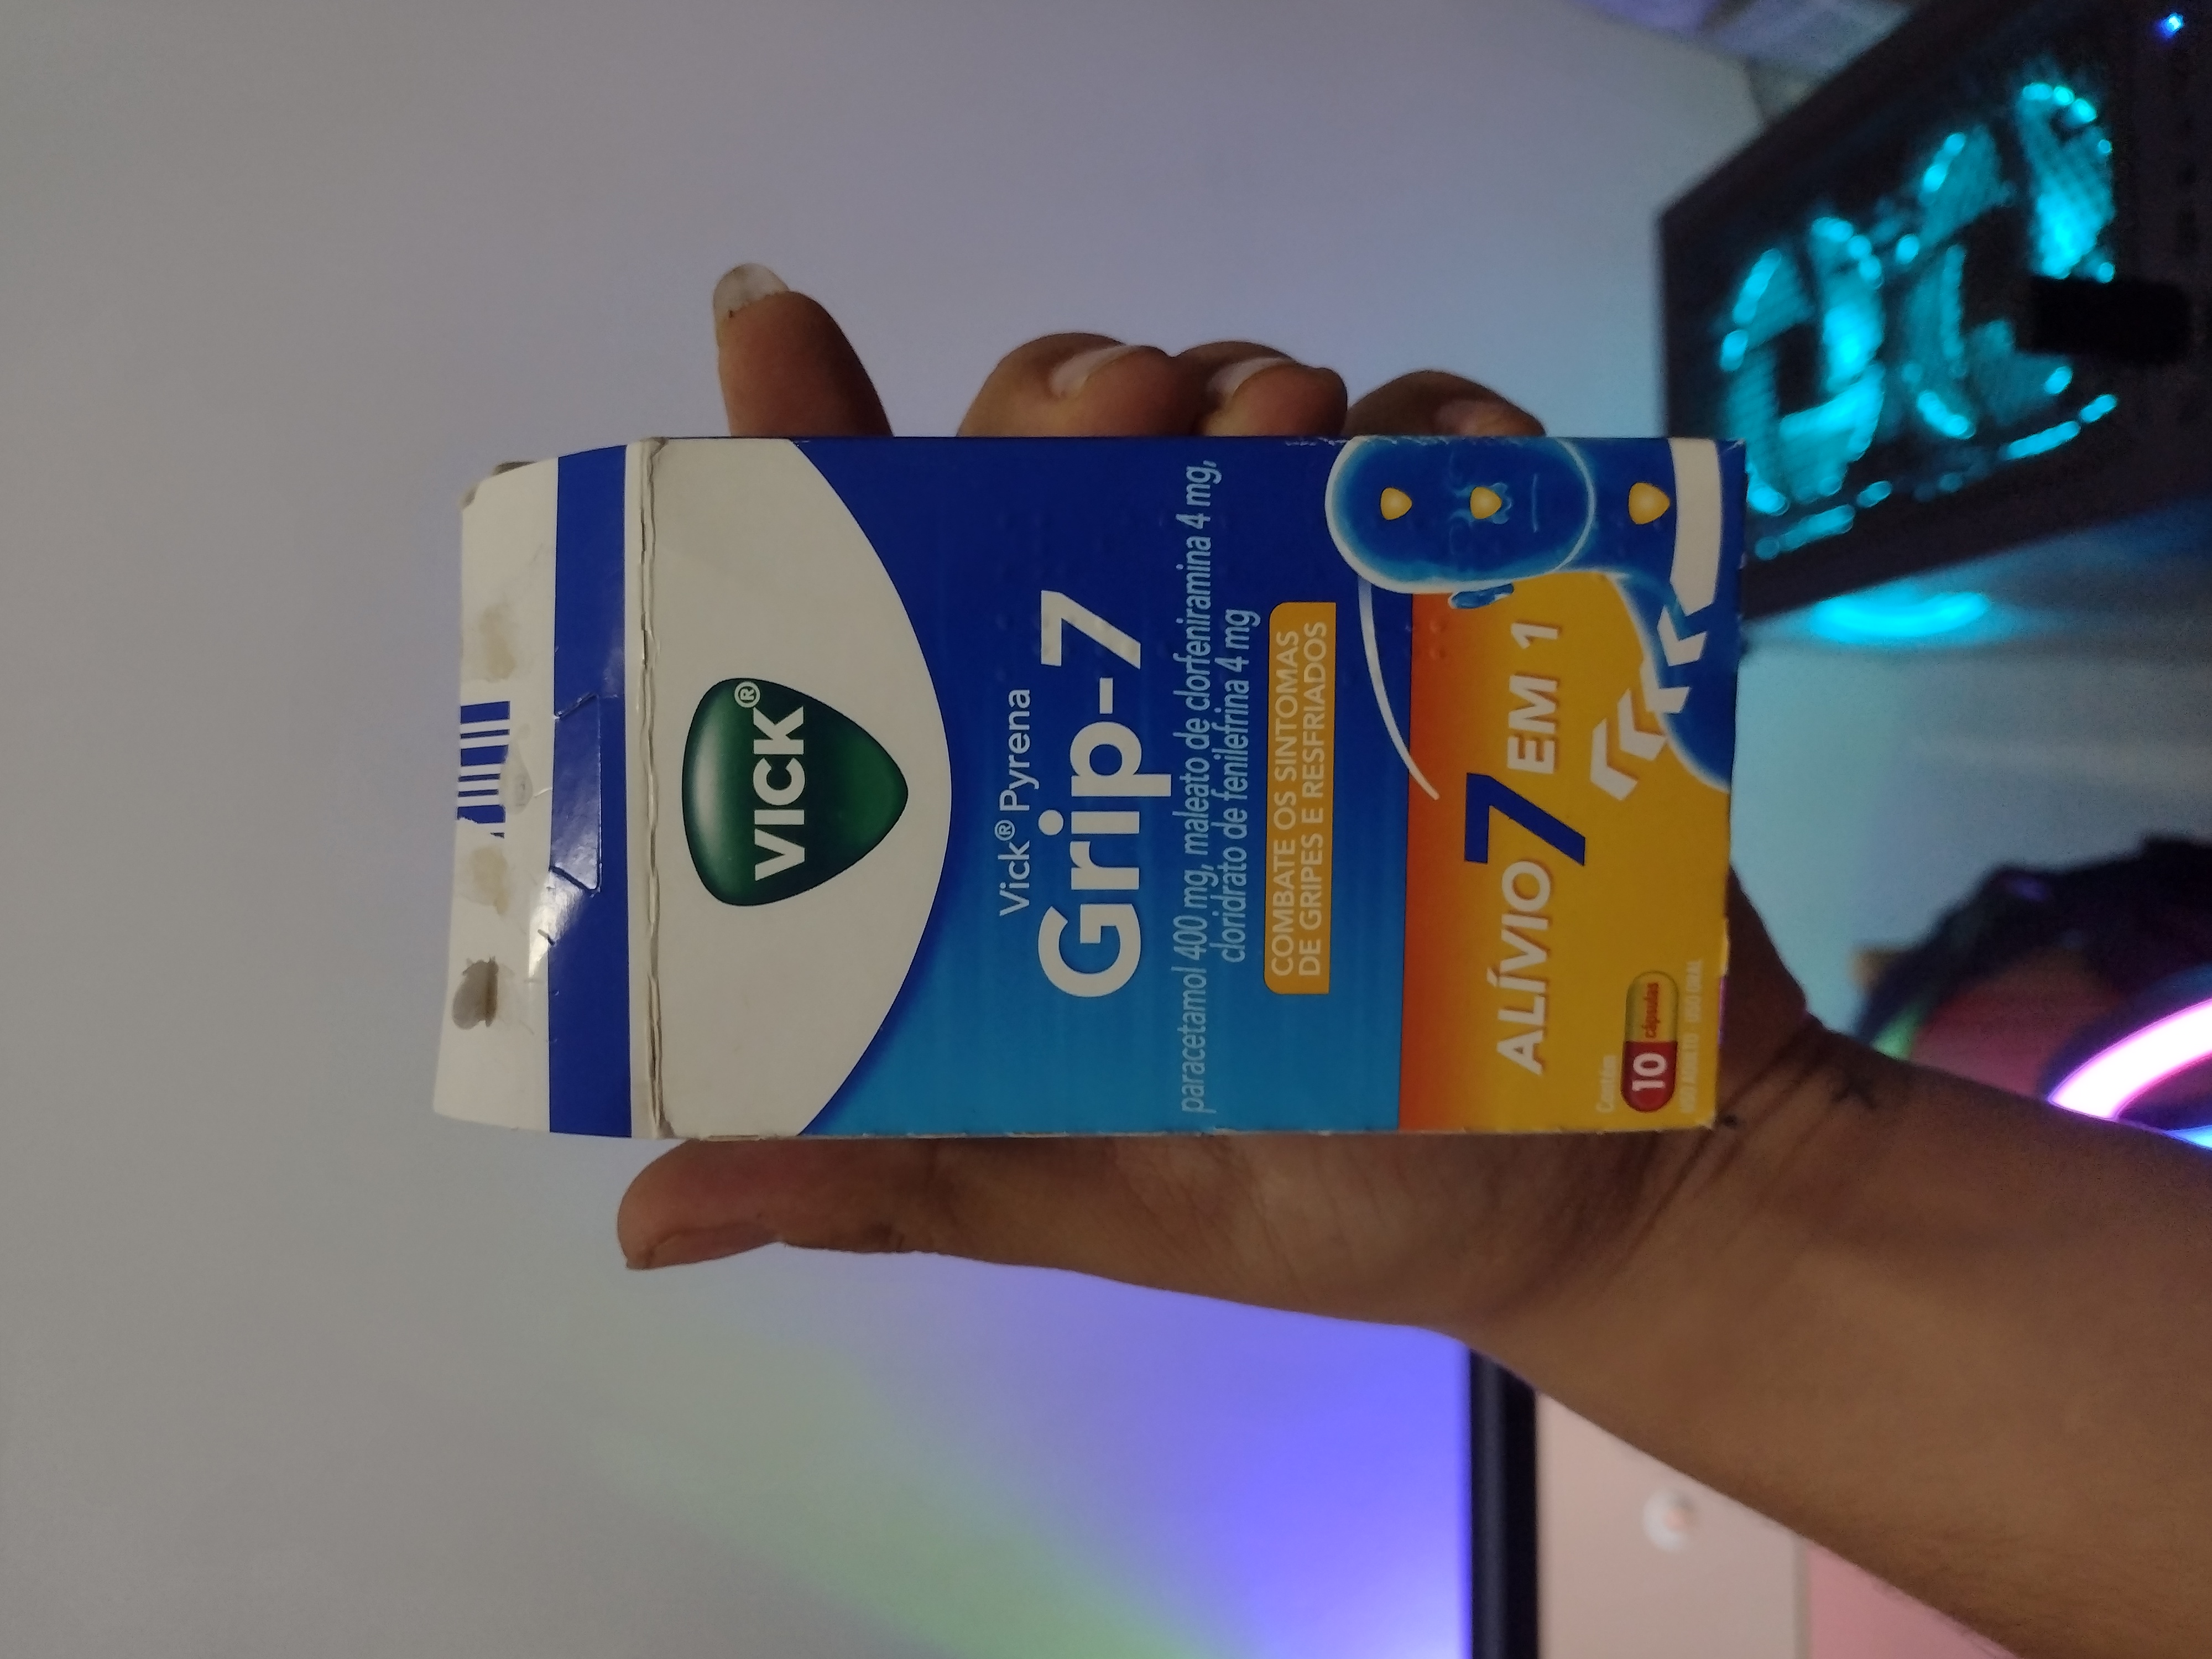 VICK®
Vick® Pyrena
Grip-7
paracetamol 400 mg, maleato de clorfeniramina 4 mg,
cloridrato de fenilefrina 4 mg
COMBATE OS SINTOMAS
DE GRIPES E RESFRIADOS
ALÍVIO 7 EM 1
Contém
10 cápsulas
USO ADULTO - USO ORAL